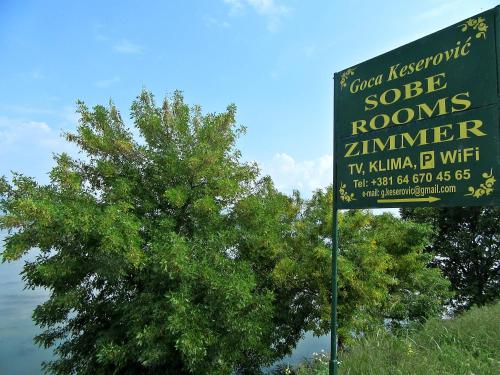 Goca Keserović
SOBE
ROOMS
ZIMMER
TV, KLIMA, P WiFi
Tel: +381 64 670 45 65
e-mail: g.keserovic@gmail.com